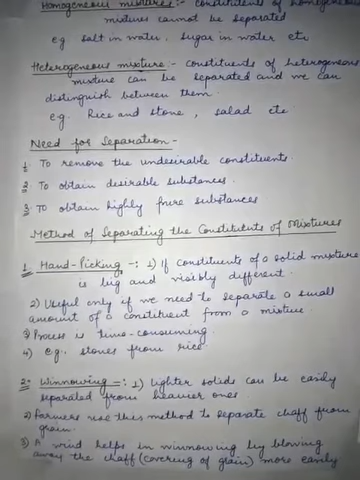 Homogeneous mixtures:- constituents of homogeneous
mixtures cannot be separated
eg salt in water, sugar in water etc
Heterogeneous mixture - constituents of heterogeneous
mixture can be separated and we can
distinguish between them.
e.g. Rice and stone, salad etc
Need for Separation-
1. To remove the undesirable constituents.
2 To obtain desirable substances.
3 To obtain highly pure substances
Method of Separating the Constituents of Mixtures
1. Hand-Picking -: 1) If constituents of a solid mixture
is big and visibly different.
2) Useful only if we need to separate a small
amount of a constituent from a mixture.
3) Process is time-consuming.
4) eg., stones from rice.
2- Winnowing -: 1) lighter solids can be easily
separated from heavier ones
2) Farmers use this method to separate chaff from
grain.
3) A wind helps in winnowing by blowing
away the chaff (covering of grain) more easily